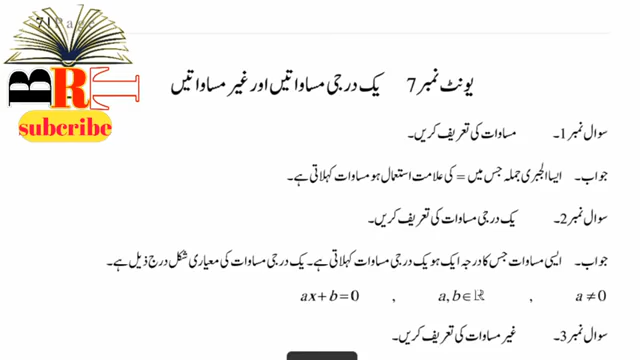 7 | P a g e
BRT
subcribe
یونٹ نمبر 7 یک درجی مساواتیں اور غیر مساواتیں
سوال نمبر 1۔ مساوات کی تعریف کریں۔
جواب۔ ایسا الجبری جملہ جس میں = کی علامت استعمال ہو مساوات کہلاتی ہے۔
سوال نمبر 2۔ یک درجی مساوات کی تعریف کریں۔
جواب۔ ایسی مساوات جس کا درجہ ایک ہو یک درجی مساوات کہلاتی ہے۔ یک درجی مساوات کی معیاری شکل درج ذیل ہے۔
ax+b=0 , a,b∈ℝ , a≠0
سوال نمبر 3۔ غیر مساوات کی تعریف کریں۔